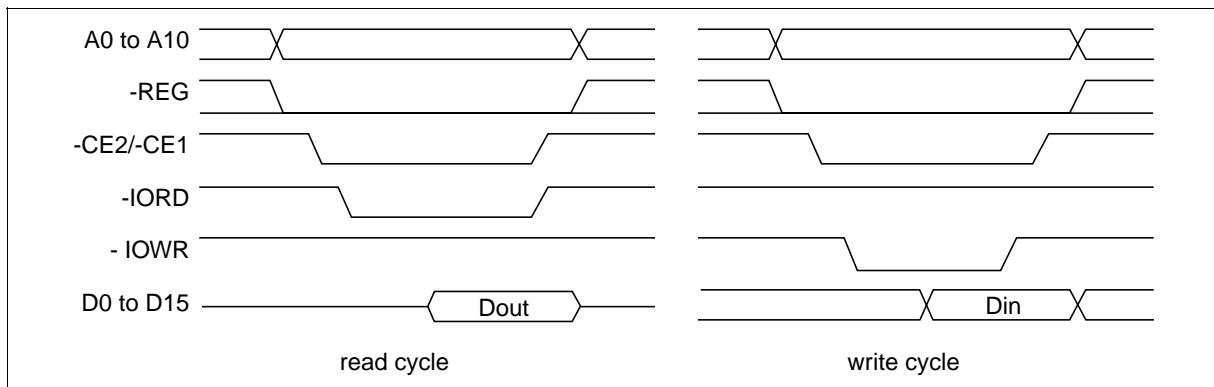 A0 to A10
-REG
-CE2/-CE1
-IORD
- IOWR
D0 to D15
Dout
Din
read cycle
write cycle